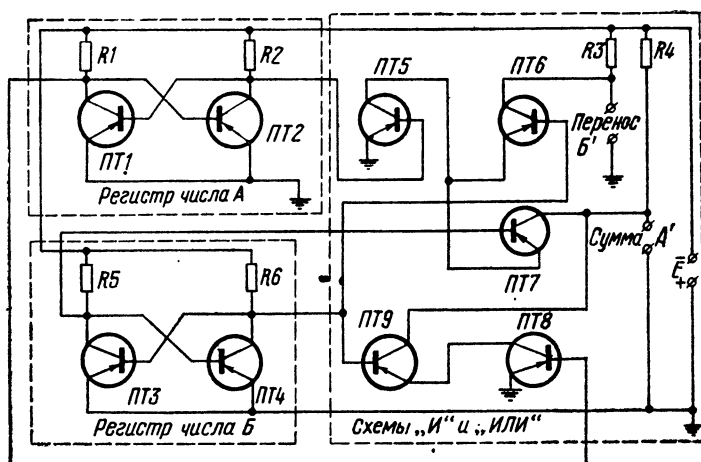 R1
R2
R3
R4
ПТ5
ПТ6
ПТ1
ПТ2
Перенос
Б'
Регистр числа А
Сумма А'
E
–
+
ПТ7
R5
R6
ПТ9
ПТ8
ПТ3
ПТ4
Регистр числа Б
Схемы „И“ и „ИЛИ“